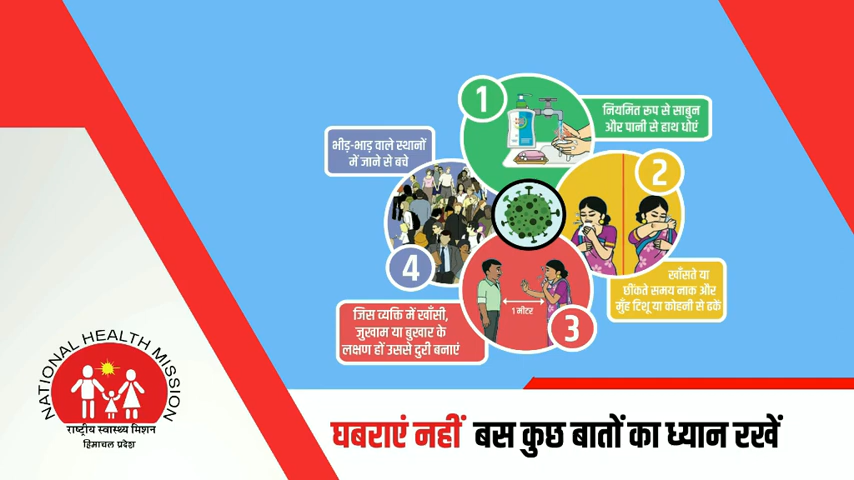 1
नियमित रूप से साबुन
और पानी से हाथ धोएं
2
खाँसते या
छींकते समय नाक और
मुँह टिशू या कोहनी से ढकें
1 मीटर
3
जिस व्यक्ति में खाँसी,
जुखाम या बुखार के
लक्षण हों उससे दुरी बनाएं
भीड़-भाड़ वाले स्थानों
में जाने से बचे
4
NATIONAL HEALTH MISSION
राष्ट्रीय स्वास्थ्य मिशन
हिमाचल प्रदेश
घबराएं नहीं बस कुछ बातों का ध्यान रखें